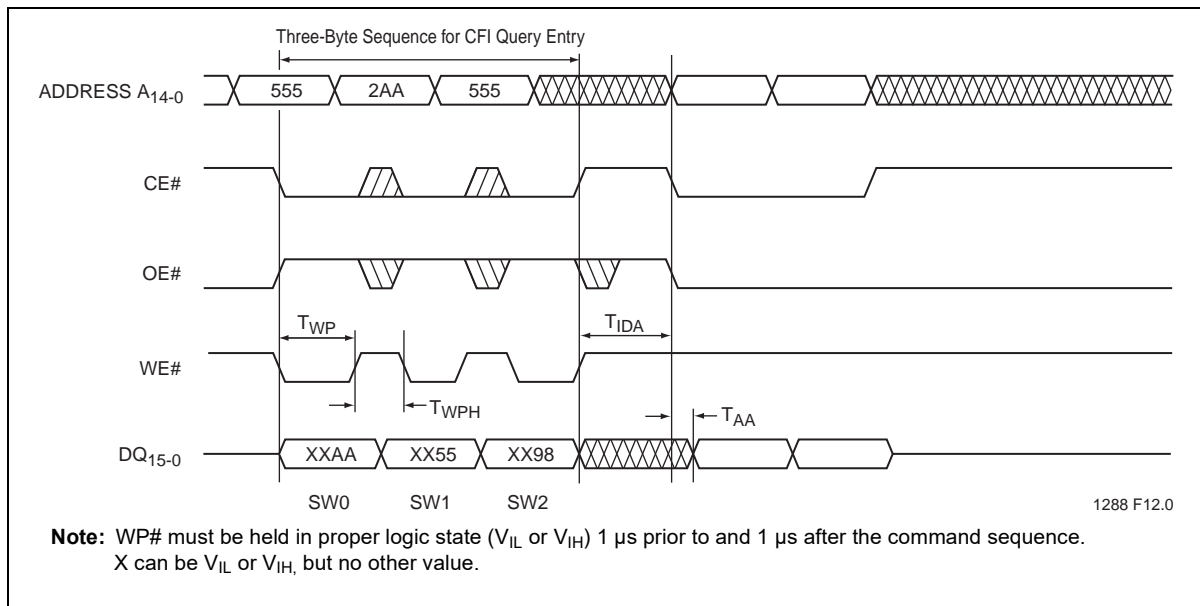 Three-Byte Sequence for CFI Query Entry
ADDRESS A14-0
555
2AA
555
CE#
OE#
TWP
TIDA
WE#
TWPH
TAA
DQ15-0
XXAA
XX55
XX98
SW0
SW1
SW2
1288 F12.0
Note: WP# must be held in proper logic state (VIL or VIH) 1 µs prior to and 1 µs after the command sequence.
X can be VIL or VIH, but no other value.